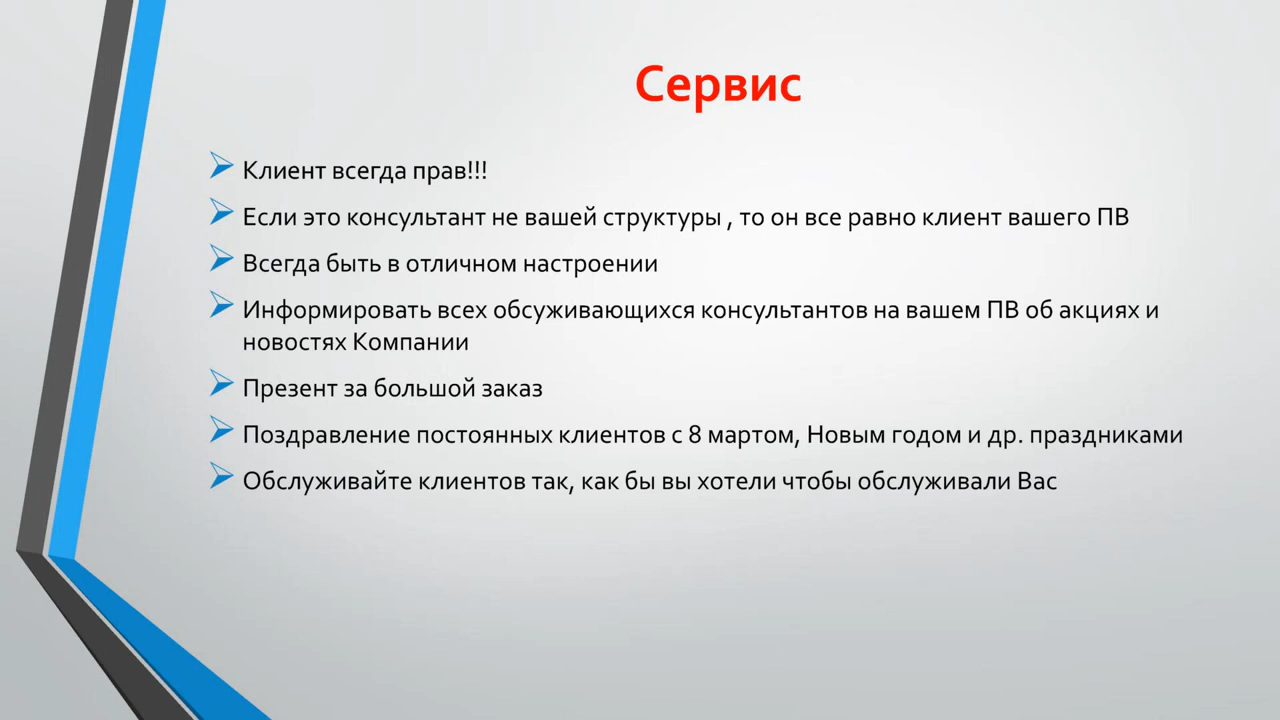 Сервис
Клиент всегда прав!!!
Если это консультант не вашей структуры , то он все равно клиент вашего ПВ
Всегда быть в отличном настроении
Информировать всех обсуживающихся консультантов на вашем ПВ об акциях и
новостях Компании
Презент за большой заказ
Поздравление постоянных клиентов с 8 мартом, Новым годом и др. праздниками
Обслуживайте клиентов так, как бы вы хотели чтобы обслуживали Вас